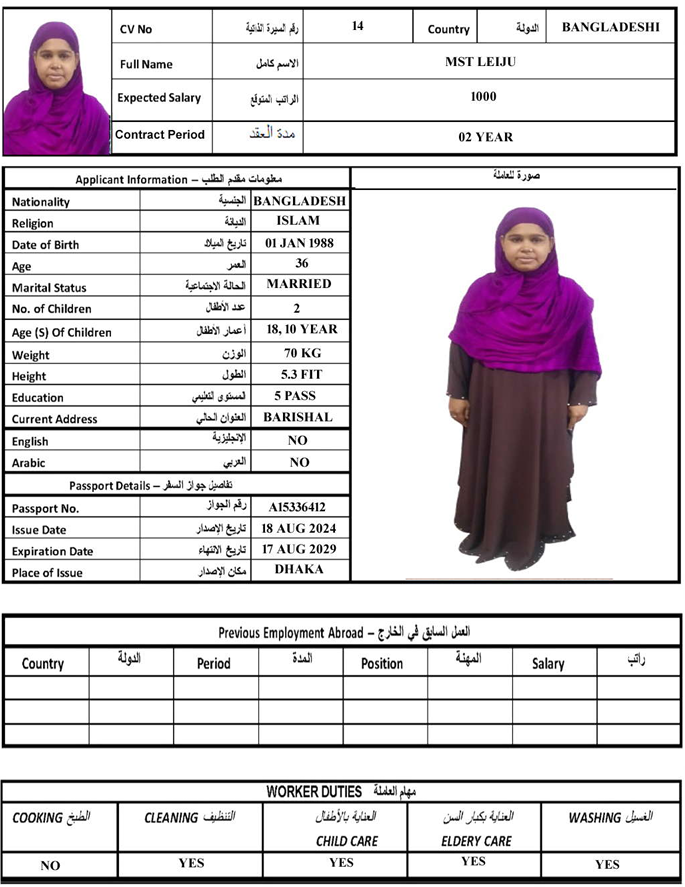 CV No رقم السيرة الذاتية 14 Country الدولة BANGLADESHI
Full Name الاسم كامل MST LEIJU
Expected Salary الراتب المتوقع 1000
Contract Period مدة العقد 02 YEAR
Applicant Information – معلومات مقدم الطلب
صورة للعاملة
Nationality الجنسية BANGLADESH
Religion الديانة ISLAM
Date of Birth تاريخ الميلاد 01 JAN 1988
Age العمر 36
Marital Status الحالة الاجتماعية MARRIED
No. of Children عدد الأطفال 2
Age (S) Of Children أعمار الأطفال 18, 10 YEAR
Weight الوزن 70 KG
Height الطول 5.3 FIT
Education المستوى التعليمي 5 PASS
Current Address العنوان الحالي BARISHAL
English الإنجليزية NO
Arabic العربي NO
Passport Details – تفاصيل جواز السفر
Passport No. رقم الجواز A15336412
Issue Date تاريخ الإصدار 18 AUG 2024
Expiration Date تاريخ الانتهاء 17 AUG 2029
Place of Issue مكان الإصدار DHAKA
Previous Employment Abroad – العمل السابق في الخارج
Country الدولة Period المدة Position المهنة Salary راتب
WORKER DUTIES مهام العاملة
COOKING الطبخ CLEANING التنظيف العناية بالأطفال العناية بكبار السن WASHING الغسيل
CHILD CARE ELDERY CARE
NO YES YES YES YES